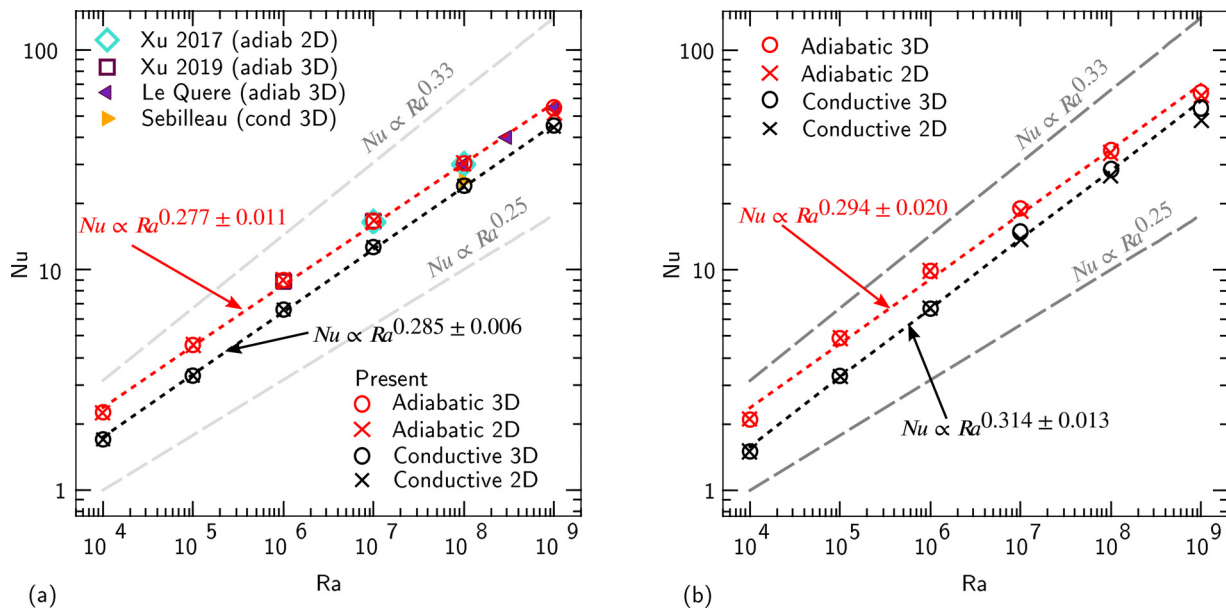 Xu 2017 (adiab 2D)
Xu 2019 (adiab 3D)
Le Quere (adiab 3D)
Sebilleau (cond 3D)
Nu ∝ Ra^0.33
Nu ∝ Ra^0.277 ± 0.011
Nu ∝ Ra^0.25
Nu ∝ Ra^0.285 ± 0.006
Present
Adiabatic 3D
Adiabatic 2D
Conductive 3D
Conductive 2D
100
10
1
Nu
10^4
10^5
10^6
10^7
10^8
10^9
Ra
(a)
Adiabatic 3D
Adiabatic 2D
Conductive 3D
Conductive 2D
Nu ∝ Ra^0.33
Nu ∝ Ra^0.294 ± 0.020
Nu ∝ Ra^0.25
Nu ∝ Ra^0.314 ± 0.013
100
10
1
Nu
10^4
10^5
10^6
10^7
10^8
10^9
Ra
(b)